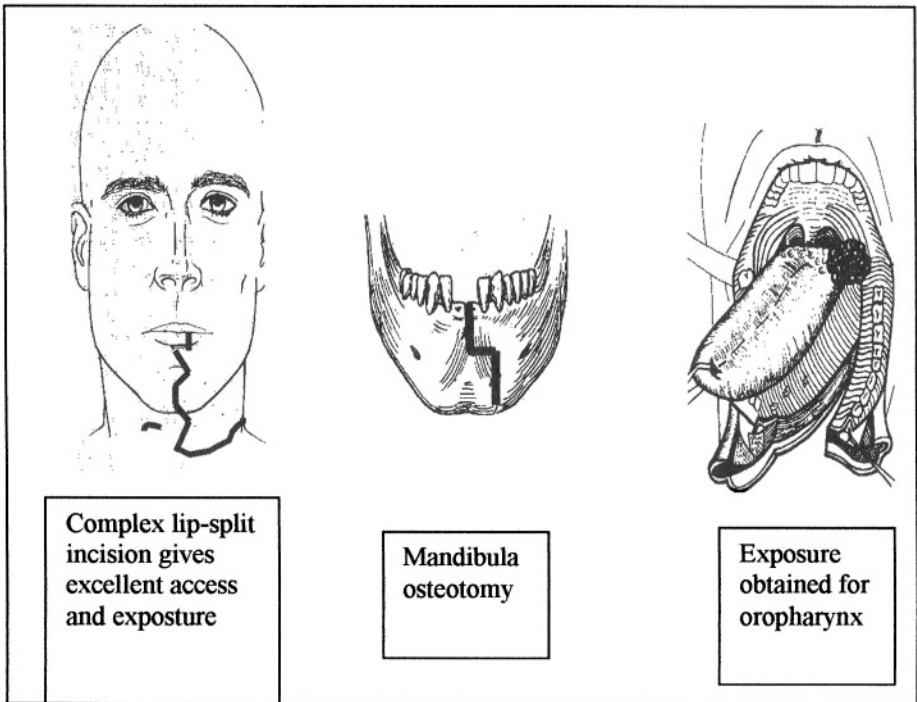 Complex lip-split
incision gives
excellent access
and exposture
Mandibula
osteotomy
Exposure
obtained for
oropharynx